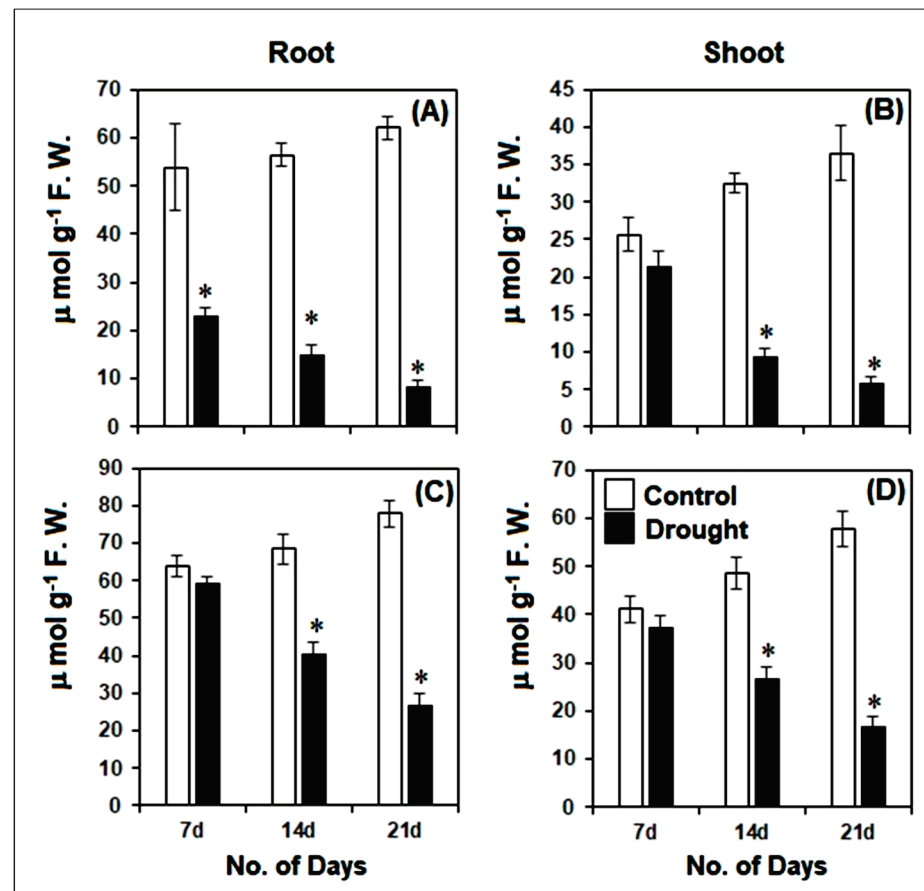 Root
Shoot
(A)
μ mol g-1 F. W.
70
60
50
40
30
20
10
0
*
*
*
(B)
μ mol g-1 F. W.
45
40
35
30
25
20
15
10
5
0
*
*
(C)
μ mol g-1 F. W.
90
80
70
60
50
40
30
20
10
0
*
*
7d 14d 21d
No. of Days
(D)
Control
Drought
μ mol g-1 F. W.
70
60
50
40
30
20
10
0
*
*
7d 14d 21d
No. of Days